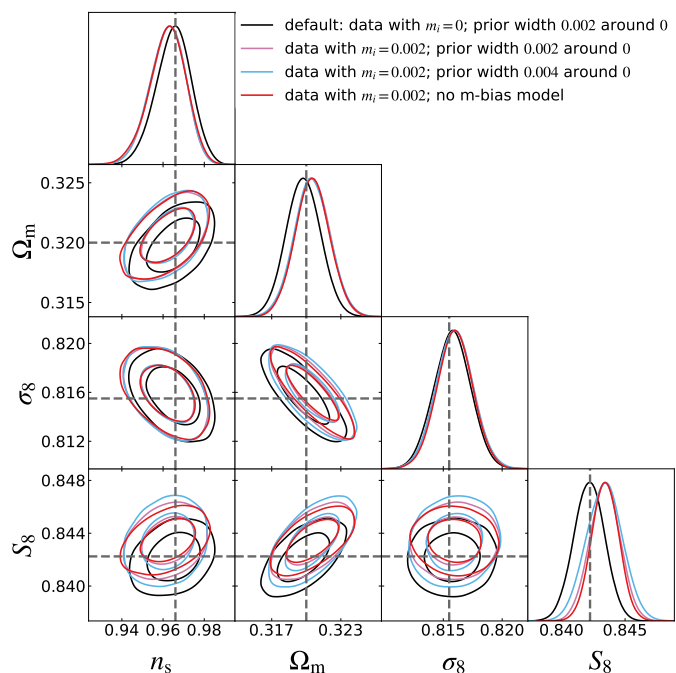 default: data with mᵢ = 0; prior width 0.002 around 0
data with mᵢ = 0.002; prior width 0.002 around 0
data with mᵢ = 0.002; prior width 0.004 around 0
data with mᵢ = 0.002; no m-bias model
0.325
0.320
0.315
Ωₘ
0.820
0.816
0.812
σ₈
0.848
0.844
0.840
S₈
0.94 0.96 0.98
0.317 0.323
0.815 0.820
0.840 0.845
nₛ
Ωₘ
σ₈
S₈